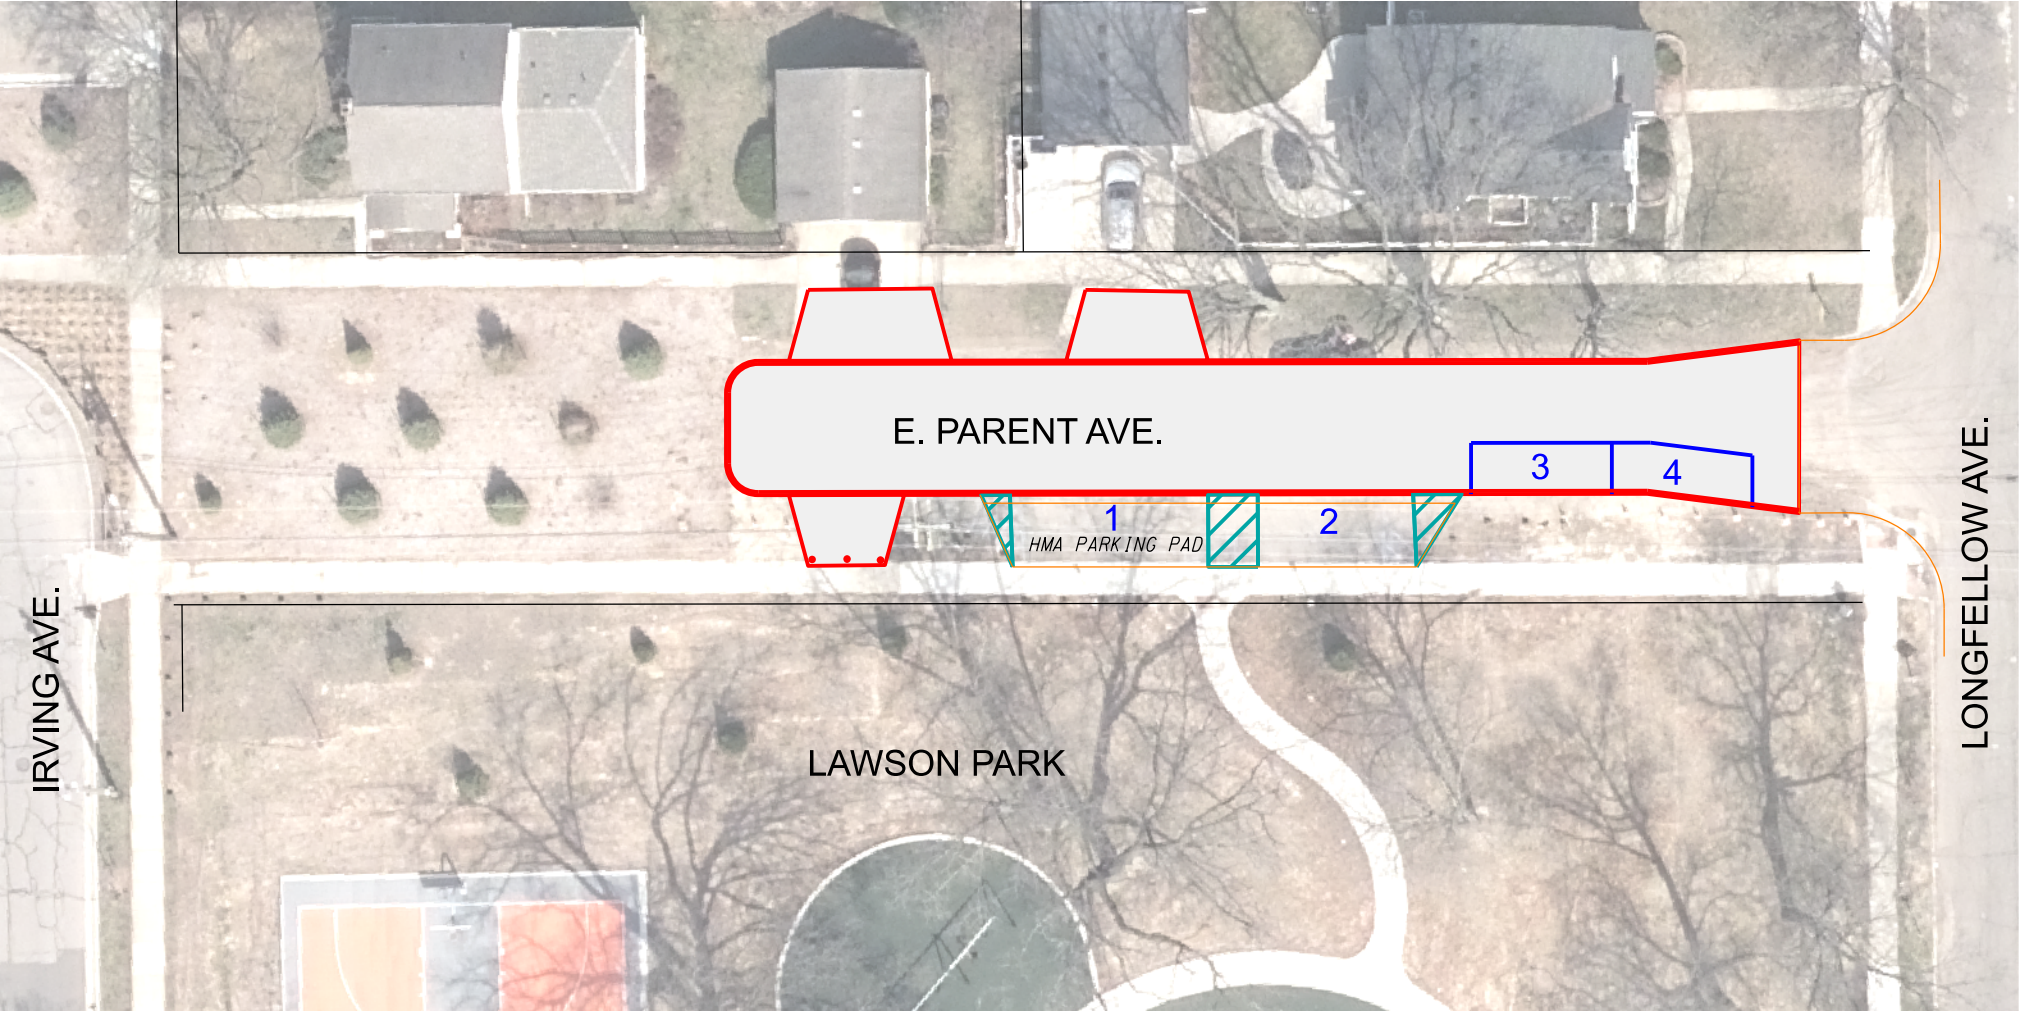 E. PARENT AVE.
3
4
1
2
HMA PARKING PAD
IRVING AVE.
LONGFELLOW AVE.
LAWSON PARK